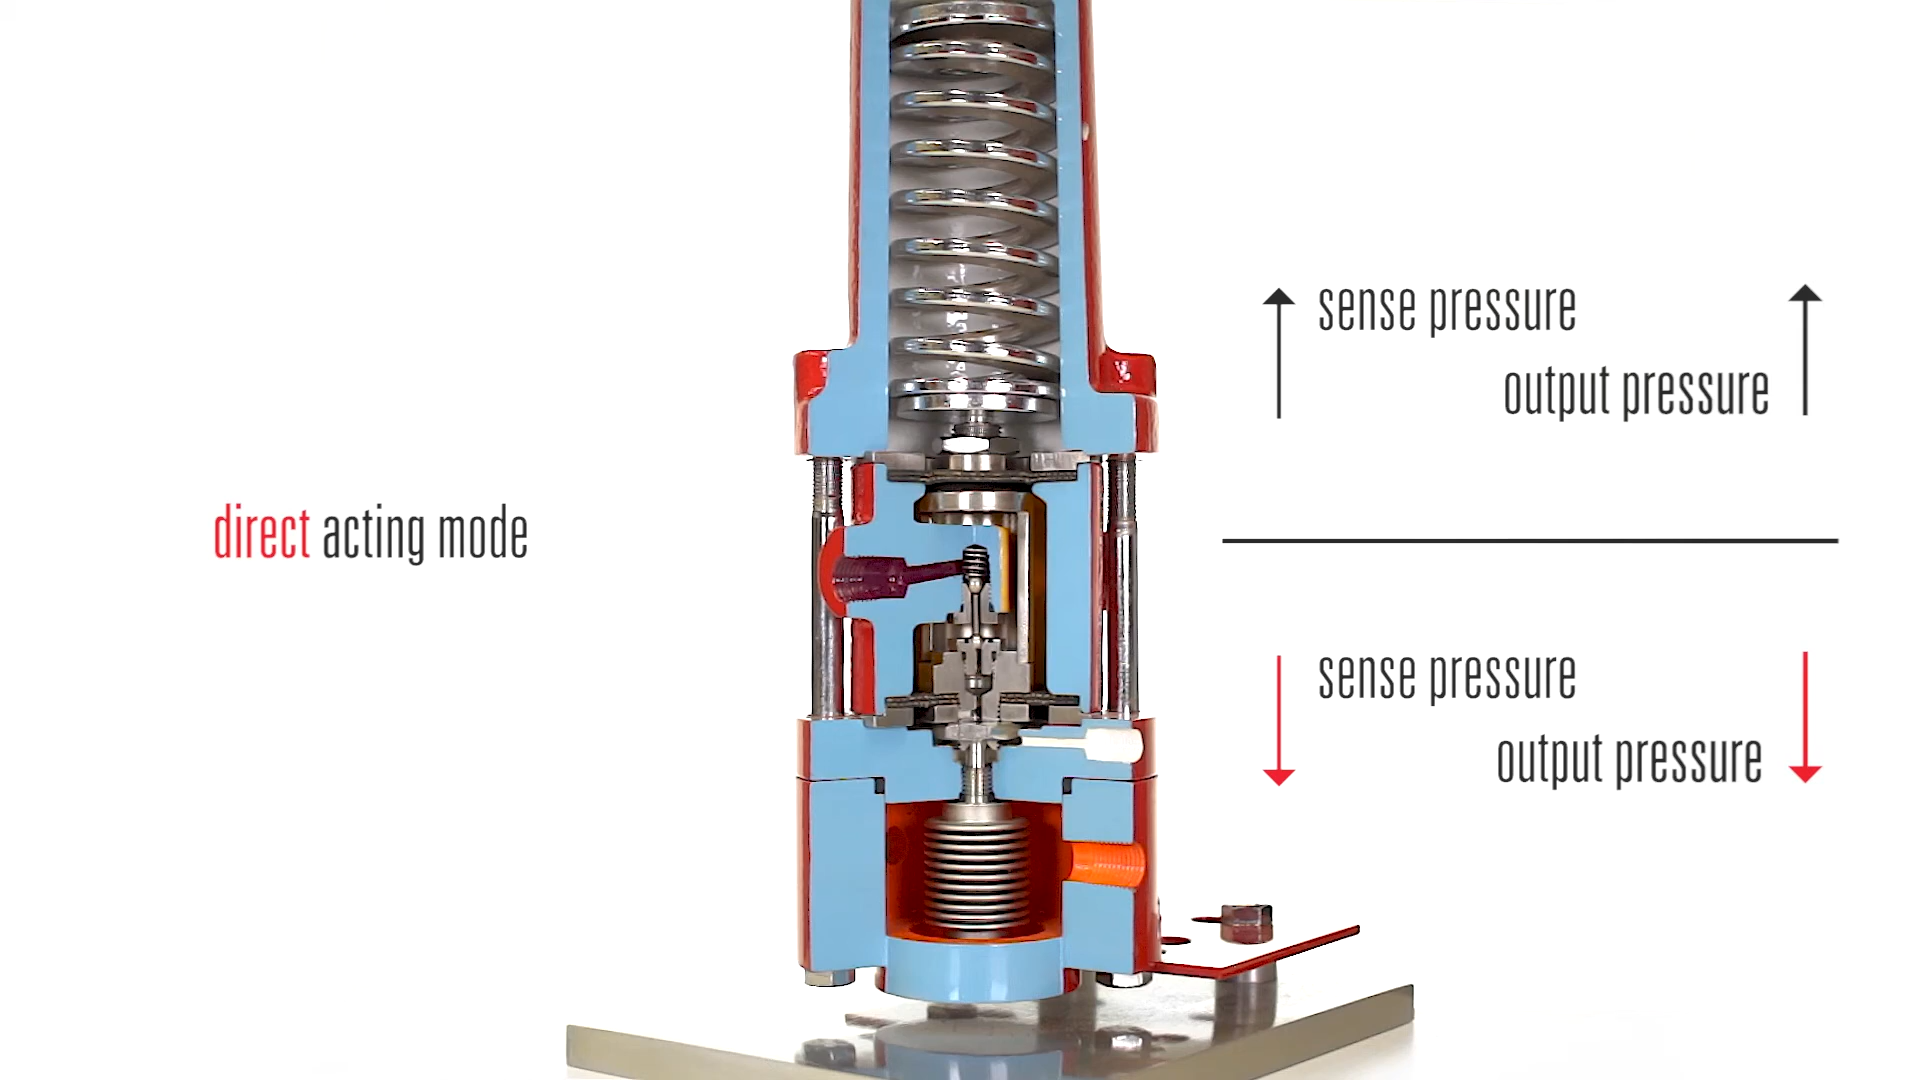 direct acting mode
sense pressure
output pressure
sense pressure
output pressure